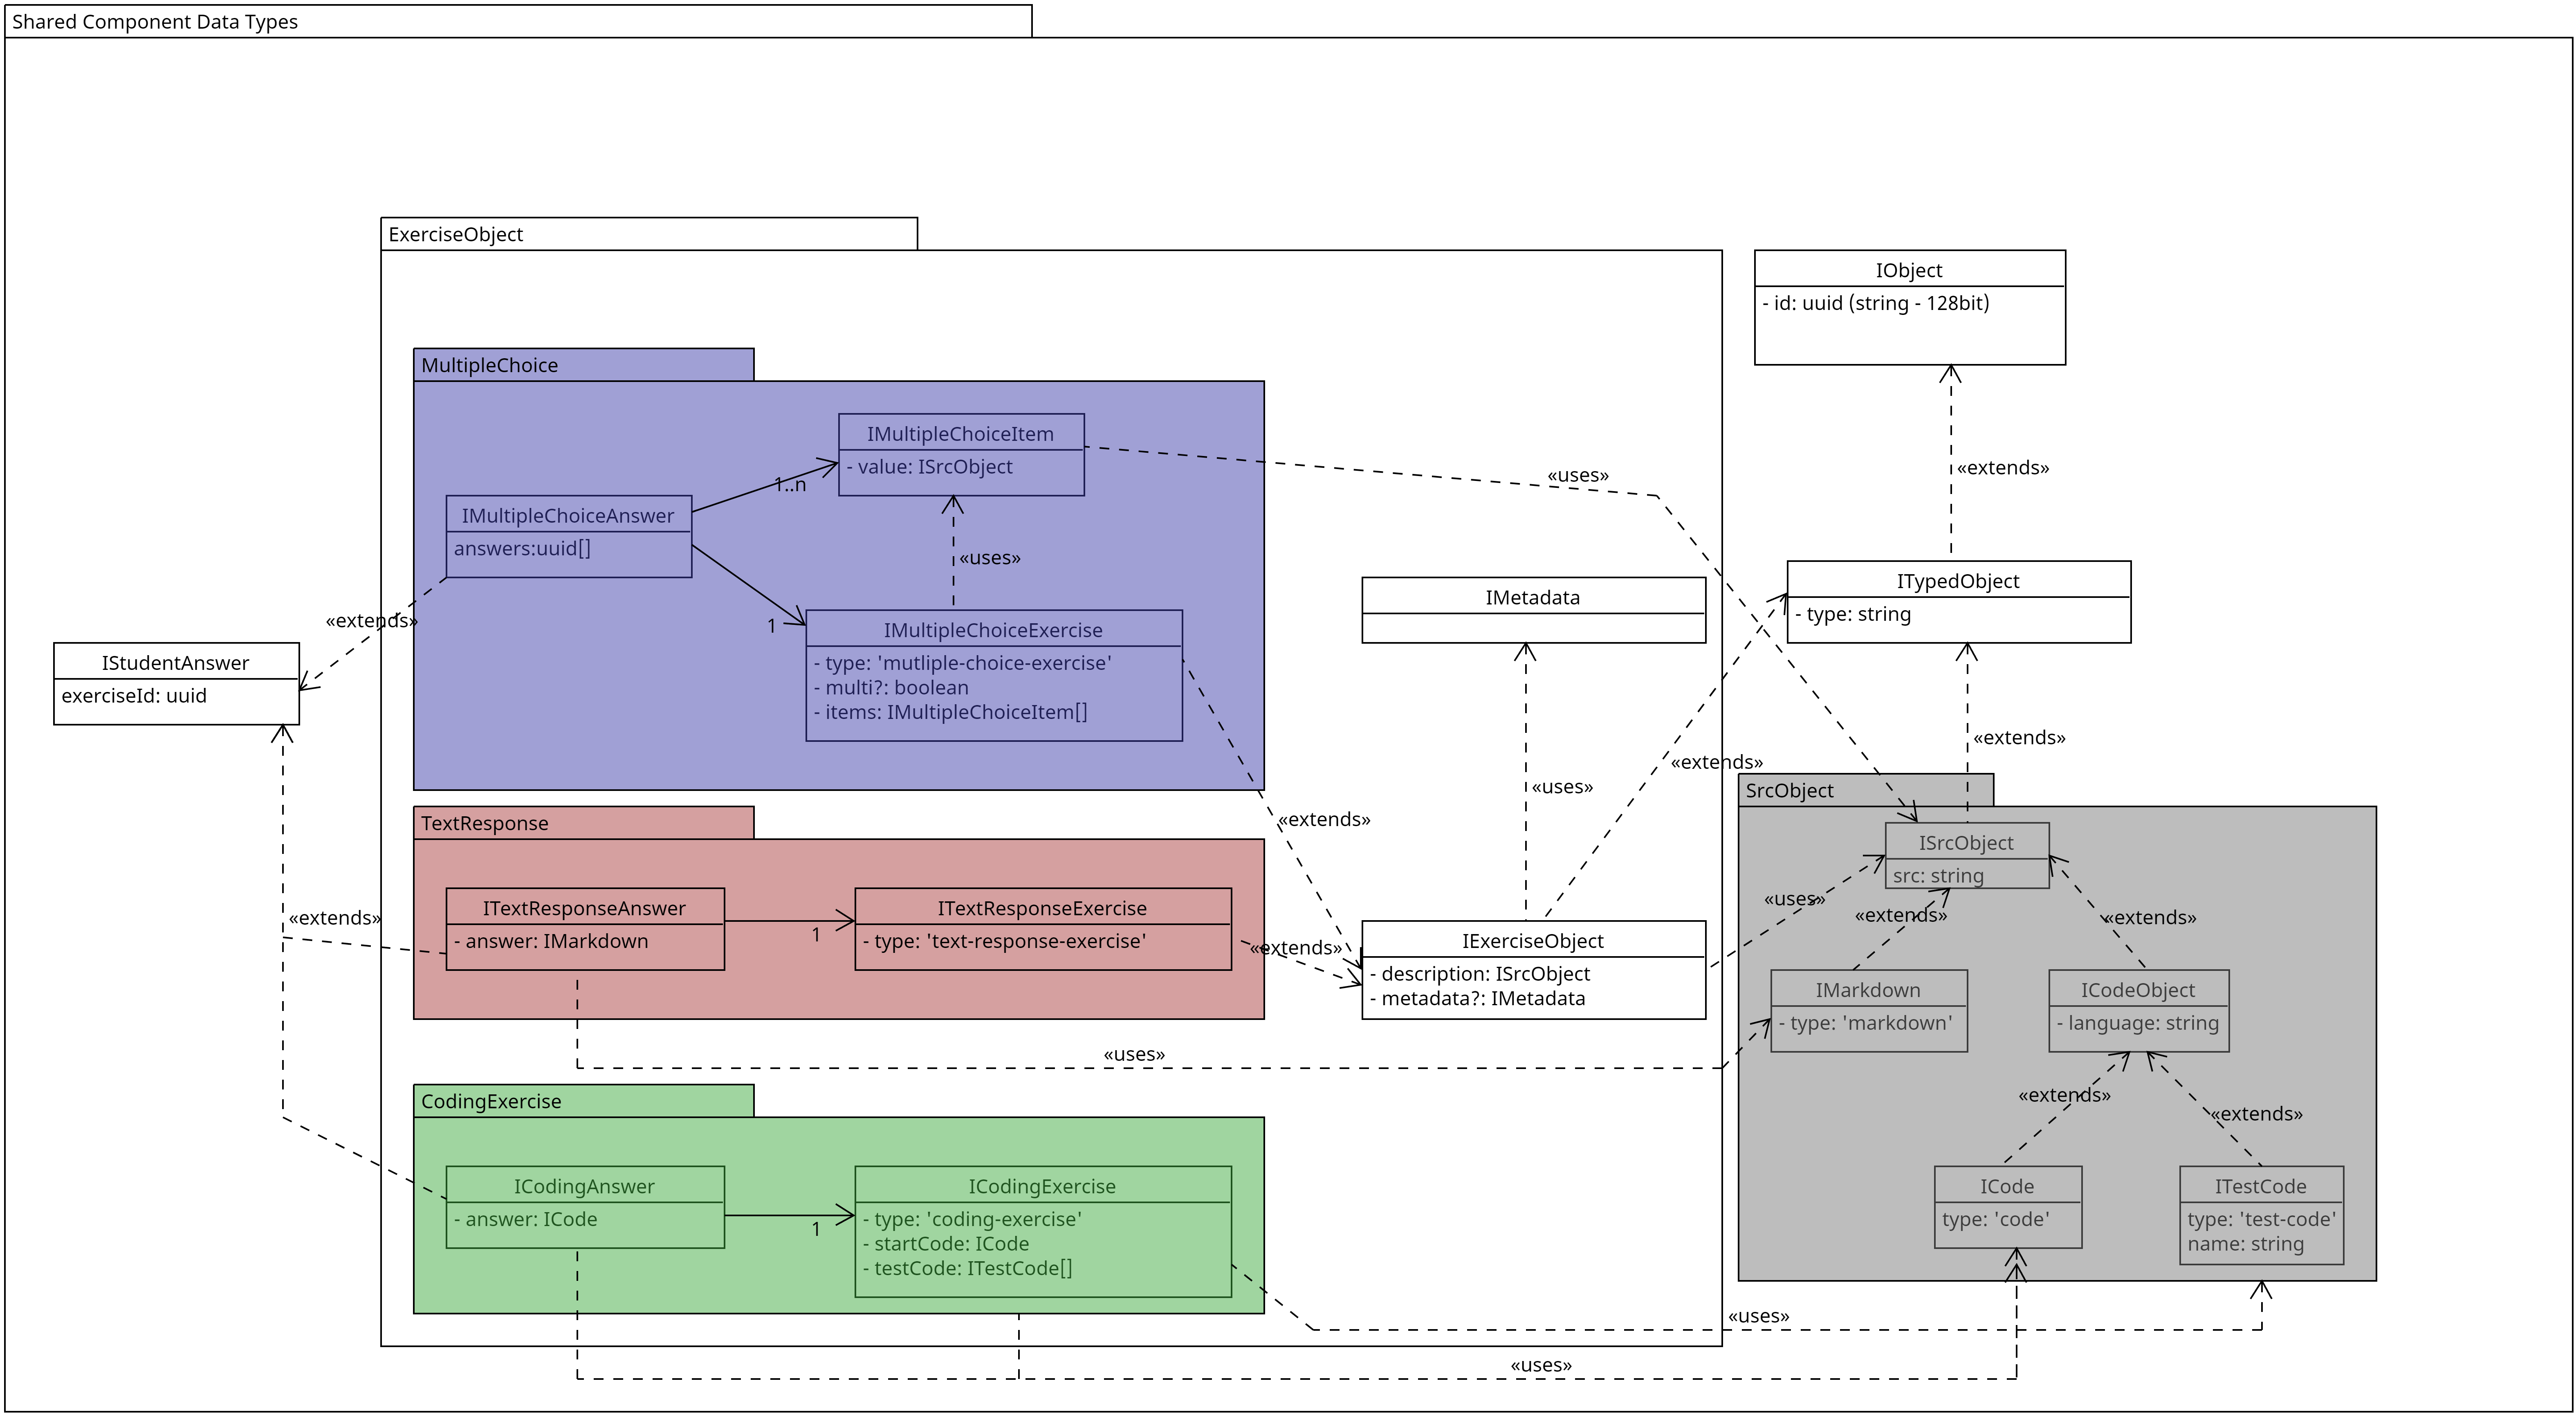 Shared Component Data Types
ExerciseObject
IObject
- id: uuid (string - 128bit)
«extends»
ITypedObject
- type: string
MultipleChoice
IMultipleChoiceItem
- value: ISrcObject
1..n
IMultipleChoiceAnswer
answers:uuid[]
«uses»
1
IMultipleChoiceExercise
- type: 'mutliple-choice-exercise'
- multi?: boolean
- items: IMultipleChoiceItem[]
«uses»
«extends»
IStudentAnswer
exerciseId: uuid
IMetadata
«uses»
«extends»
«extends»
«extends»
TextResponse
ITextResponseAnswer
- answer: IMarkdown
1
ITextResponseExercise
- type: 'text-response-exercise'
«extends»
«extends»
IExerciseObject
- description: ISrcObject
- metadata?: IMetadata
«uses»
SrcObject
ISrcObject
src: string
«uses»
«extends»
«extends»
IMarkdown
- type: 'markdown'
ICodeObject
- language: string
«extends»
«extends»
ICode
type: 'code'
ITestCode
type: 'test-code'
name: string
CodingExercise
ICodingAnswer
- answer: ICode
1
ICodingExercise
- type: 'coding-exercise'
- startCode: ICode
- testCode: ITestCode[]
«uses»
«uses»